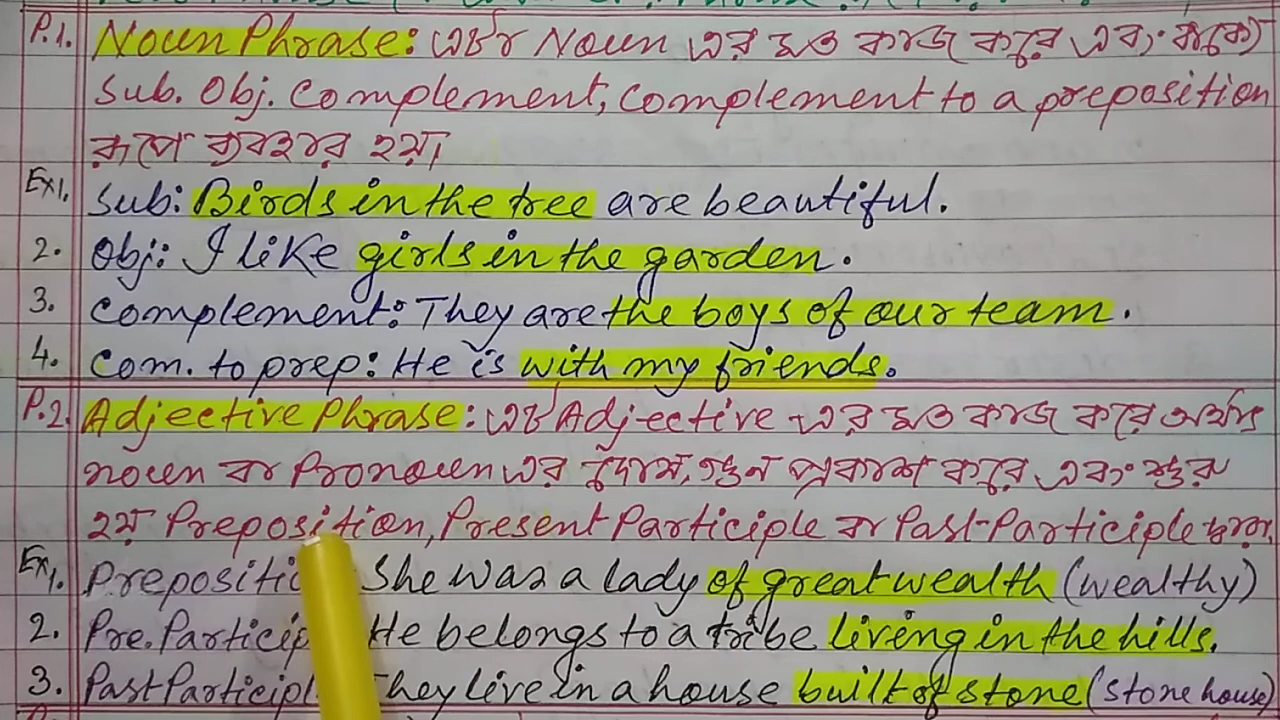 P.1. Noun Phrase: এটা Noun এর মত কাজ করে এবং বাক্যে
Sub. Obj. Complement, Complement to a preposition
রূপে ব্যবহার হয়।
Ex1. Sub: Birds in the tree are beautiful.
2. Obj: I like girls in the garden.
3. Complement: They are the boys of our team.
4. Com. to prep: He is with my friends.
P.2. Adjective Phrase: এটা Adjective-এর মত কাজ করে অর্থাৎ
noun বা Pronoun এর দোষ, গুন প্রকাশ করে এবং শুরু
হয় Preposition, Present Participle বা Past-Participle দ্বারা.
Ex1. Prepositi She was a lady of great wealth (wealthy)
2. Pre. Particip He belongs to a tribe living in the hills.
3. Past Participl They live in a house built of stone (stone house)